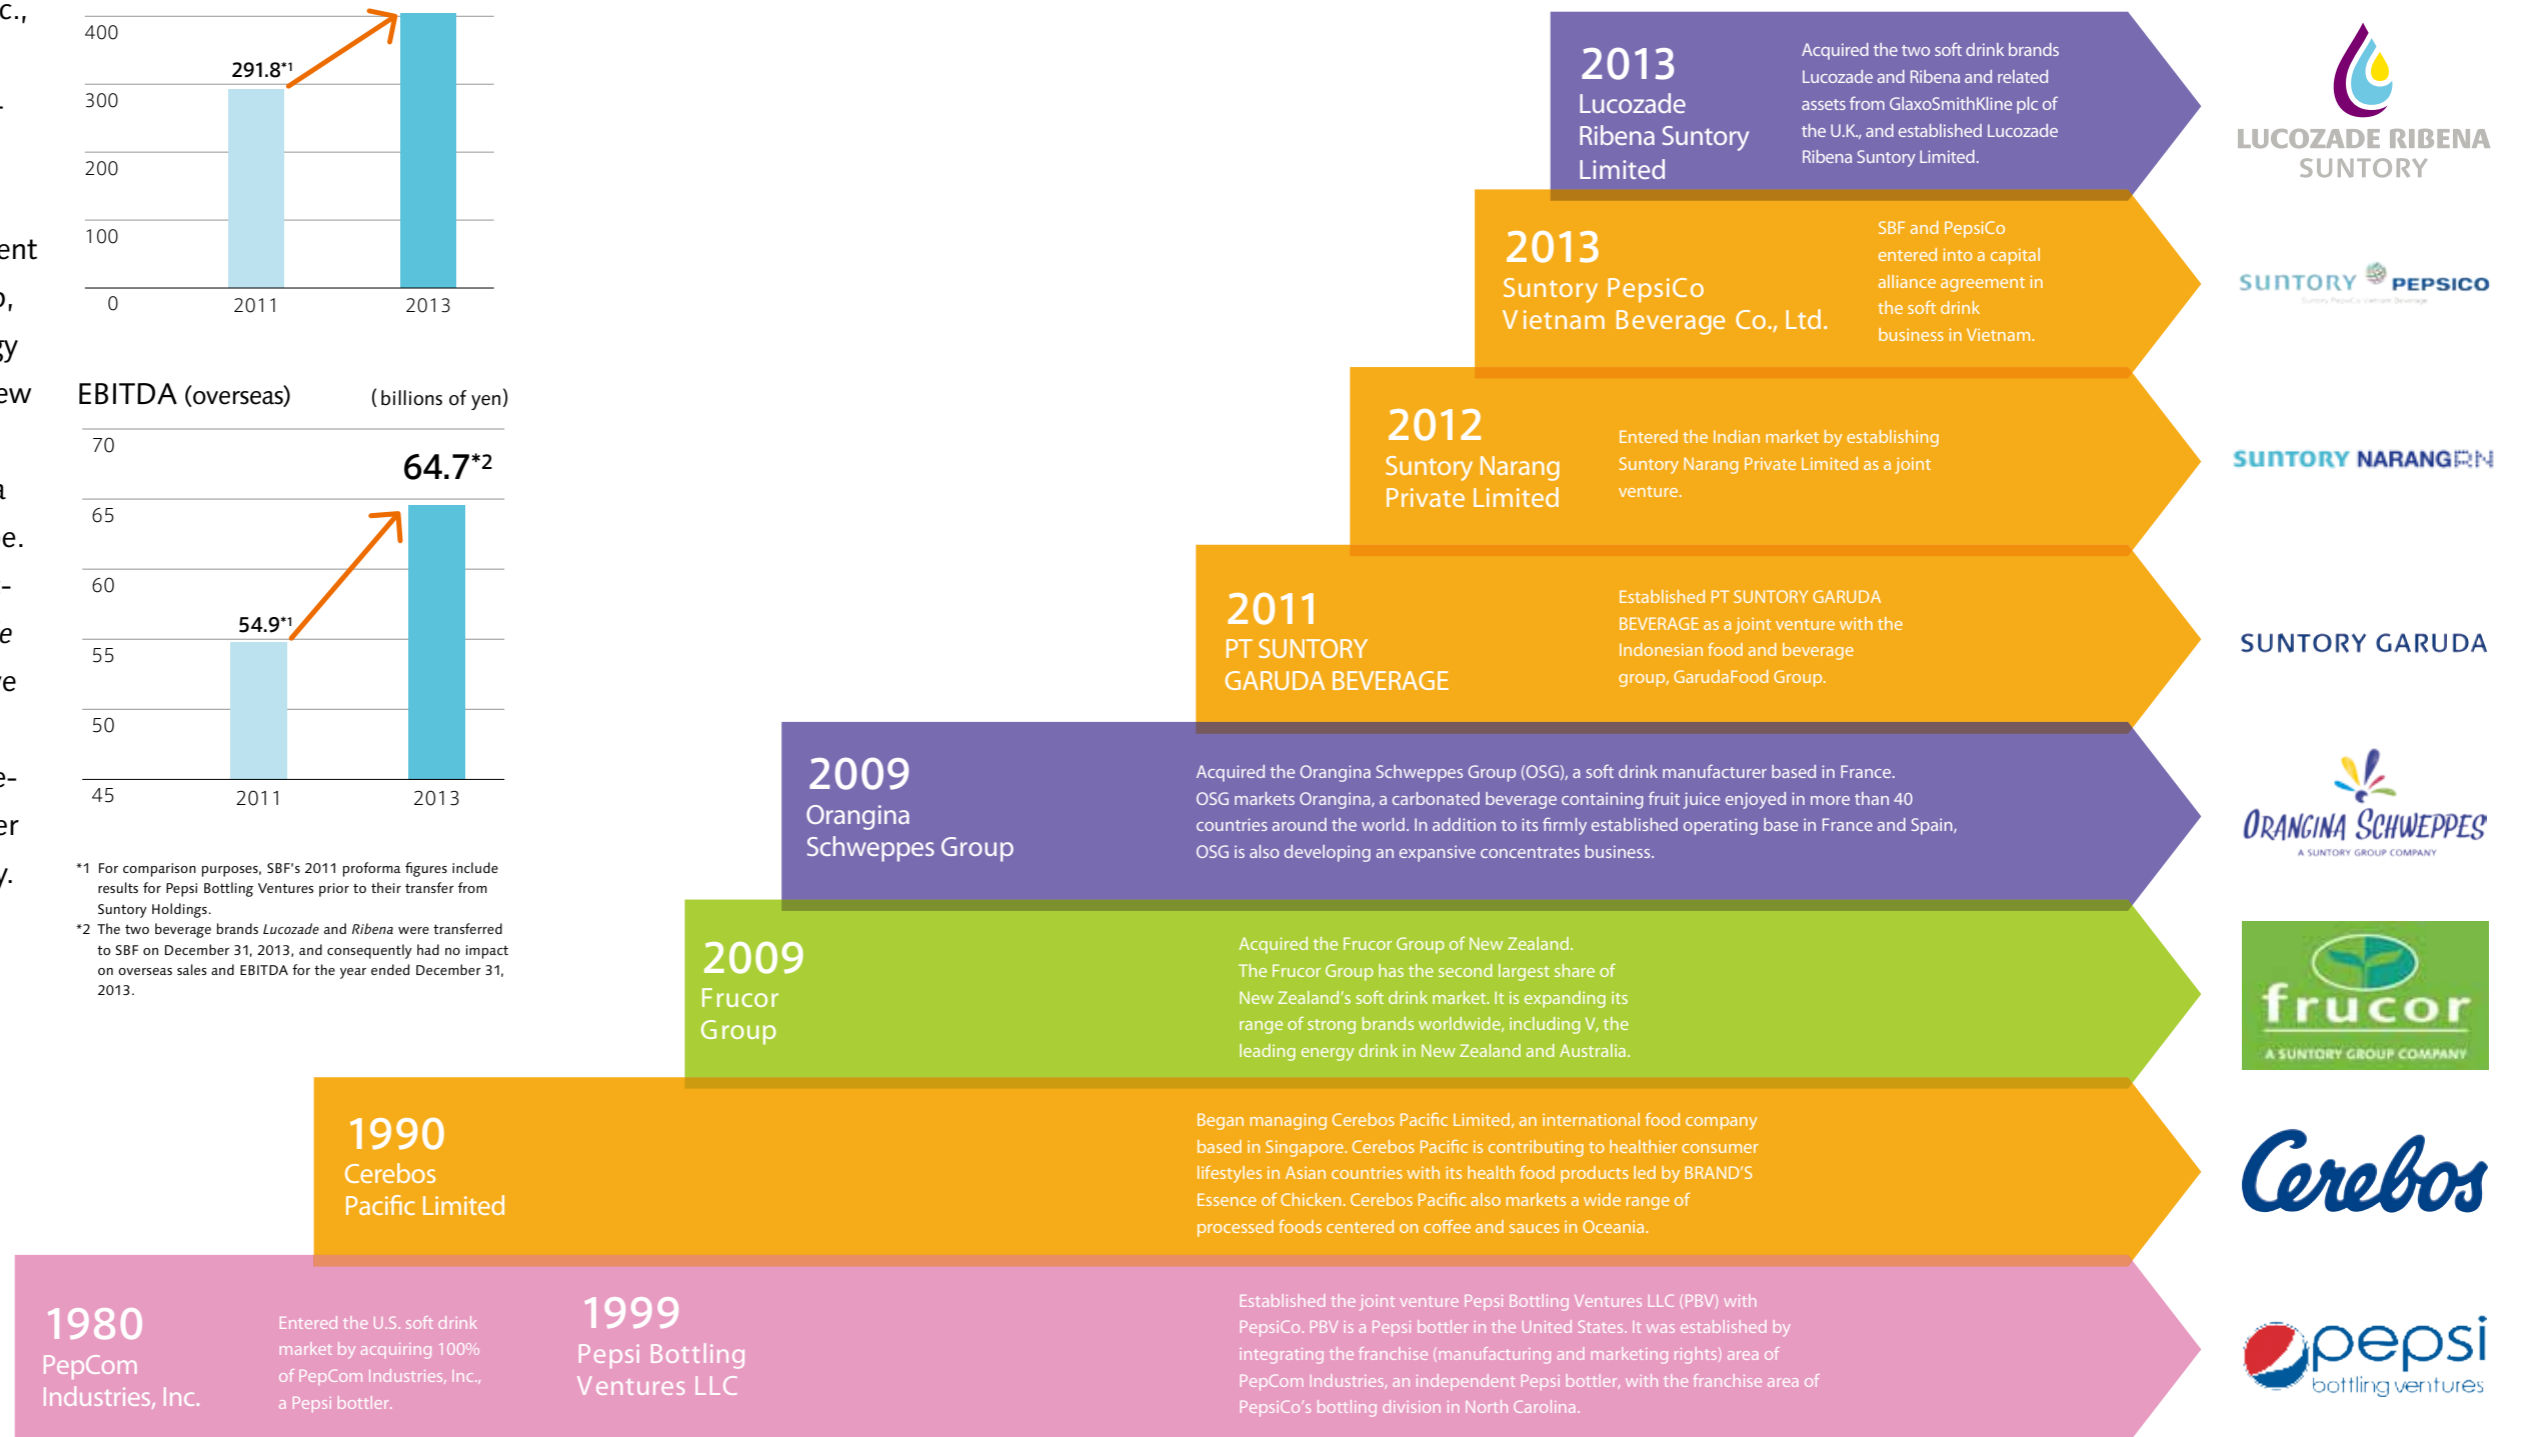 c.,
ent
o,
gy
ew
a
e.
-
e
e
e-
er
y.
400
300
200
100
0
291.8*1
2011
2013
EBITDA (overseas)
(billions of yen)
70
65
60
55
50
45
64.7*2
54.9*1
2011
2013
*1 For comparison purposes, SBF's 2011 proforma figures include
results for Pepsi Bottling Ventures prior to their transfer from
Suntory Holdings.
*2 The two beverage brands Lucozade and Ribena were transferred
to SBF on December 31, 2013, and consequently had no impact
on overseas sales and EBITDA for the year ended December 31,
2013.
2013
Lucozade
Ribena Suntory
Limited
Acquired the two soft drink brands
Lucozade and Ribena and related
assets from GlaxoSmithKline plc of
the U.K., and established Lucozade
Ribena Suntory Limited.
LUCOZADE RIBENA
SUNTORY
2013
Suntory PepsiCo
Vietnam Beverage Co., Ltd.
SBF and PepsiCo
entered into a capital
alliance agreement in
the soft drink
business in Vietnam.
SUNTORY PEPSICO
Suntory PepsiCo Vietnam Beverage
2012
Suntory Narang
Private Limited
Entered the Indian market by establishing
Suntory Narang Private Limited as a joint
venture.
SUNTORY NARANG
2011
PT SUNTORY
GARUDA BEVERAGE
Established PT SUNTORY GARUDA
BEVERAGE as a joint venture with the
Indonesian food and beverage
group, GarudaFood Group.
SUNTORY GARUDA
2009
Orangina
Schweppes Group
Acquired the Orangina Schweppes Group (OSG), a soft drink manufacturer based in France.
OSG markets Orangina, a carbonated beverage containing fruit juice enjoyed in more than 40
countries around the world. In addition to its firmly established operating base in France and Spain,
OSG is also developing an expansive concentrates business.
ORANGINA SCHWEPPES
A SUNTORY GROUP COMPANY
2009
Frucor
Group
Acquired the Frucor Group of New Zealand.
The Frucor Group has the second largest share of
New Zealand's soft drink market. It is expanding its
range of strong brands worldwide, including V, the
leading energy drink in New Zealand and Australia.
frucor
A SUNTORY GROUP COMPANY
1990
Cerebos
Pacific Limited
Began managing Cerebos Pacific Limited, an international food company
based in Singapore. Cerebos Pacific is contributing to healthier consumer
lifestyles in Asian countries with its health food products led by BRAND'S
Essence of Chicken. Cerebos Pacific also markets a wide range of
processed foods centered on coffee and sauces in Oceania.
Cerebos
1980
PepCom
Industries, Inc.
Entered the U.S. soft drink
market by acquiring 100%
of PepCom Industries, Inc.,
a Pepsi bottler.
1999
Pepsi Bottling
Ventures LLC
Established the joint venture Pepsi Bottling Ventures LLC (PBV) with
PepsiCo. PBV is a Pepsi bottler in the United States. It was established by
integrating the franchise (manufacturing and marketing rights) area of
PepCom Industries, an independent Pepsi bottler, with the franchise area of
PepsiCo's bottling division in North Carolina.
pepsi
bottling ventures